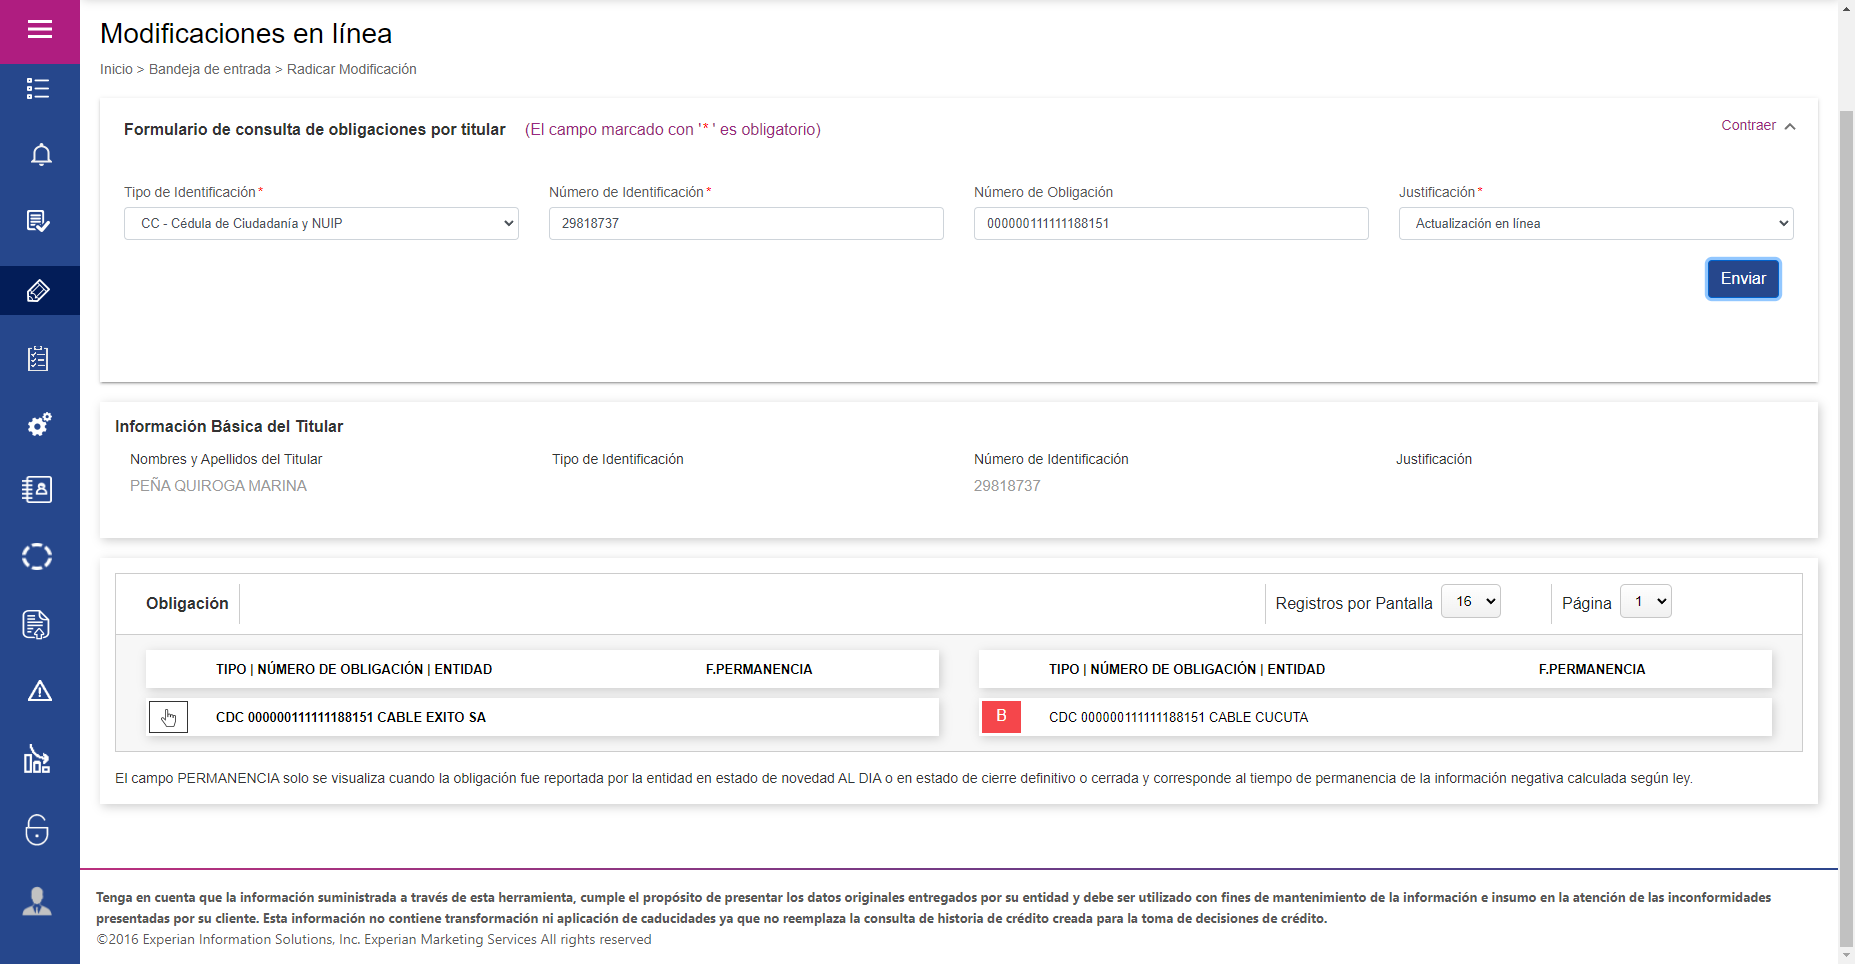 Modificaciones en línea
Inicio > Bandeja de entrada > Radicar Modificación
Formulario de consulta de obligaciones por titular (El campo marcado con '*' es obligatorio)
Contraer
Tipo de Identificación* Número de Identificación* Número de Obligación Justificación*
CC - Cédula de Ciudadanía y NUIP 29818737 000000111111188151 Actualización en línea
Enviar
Información Básica del Titular
Nombres y Apellidos del Titular Tipo de Identificación Número de Identificación Justificación
PEÑA QUIROGA MARINA 29818737
Obligación Registros por Pantalla 16 Página 1
TIPO | NÚMERO DE OBLIGACIÓN | ENTIDAD F.PERMANENCIA TIPO | NÚMERO DE OBLIGACIÓN | ENTIDAD F.PERMANENCIA
CDC 000000111111188151 CABLE EXITO SA B CDC 000000111111188151 CABLE CUCUTA
El campo PERMANENCIA solo se visualiza cuando la obligación fue reportada por la entidad en estado de novedad AL DIA o en estado de cierre definitivo o cerrada y corresponde al tiempo de permanencia de la información negativa calculada según ley.
Tenga en cuenta que la información suministrada a través de esta herramienta, cumple el propósito de presentar los datos originales entregados por su entidad y debe ser utilizado con fines de mantenimiento de la información e insumo en la atención de las inconformidades
presentadas por su cliente. Esta información no contiene transformación ni aplicación de caducidades ya que no reemplaza la consulta de historia de crédito creada para la toma de decisiones de crédito.
©2016 Experian Information Solutions, Inc. Experian Marketing Services All rights reserved